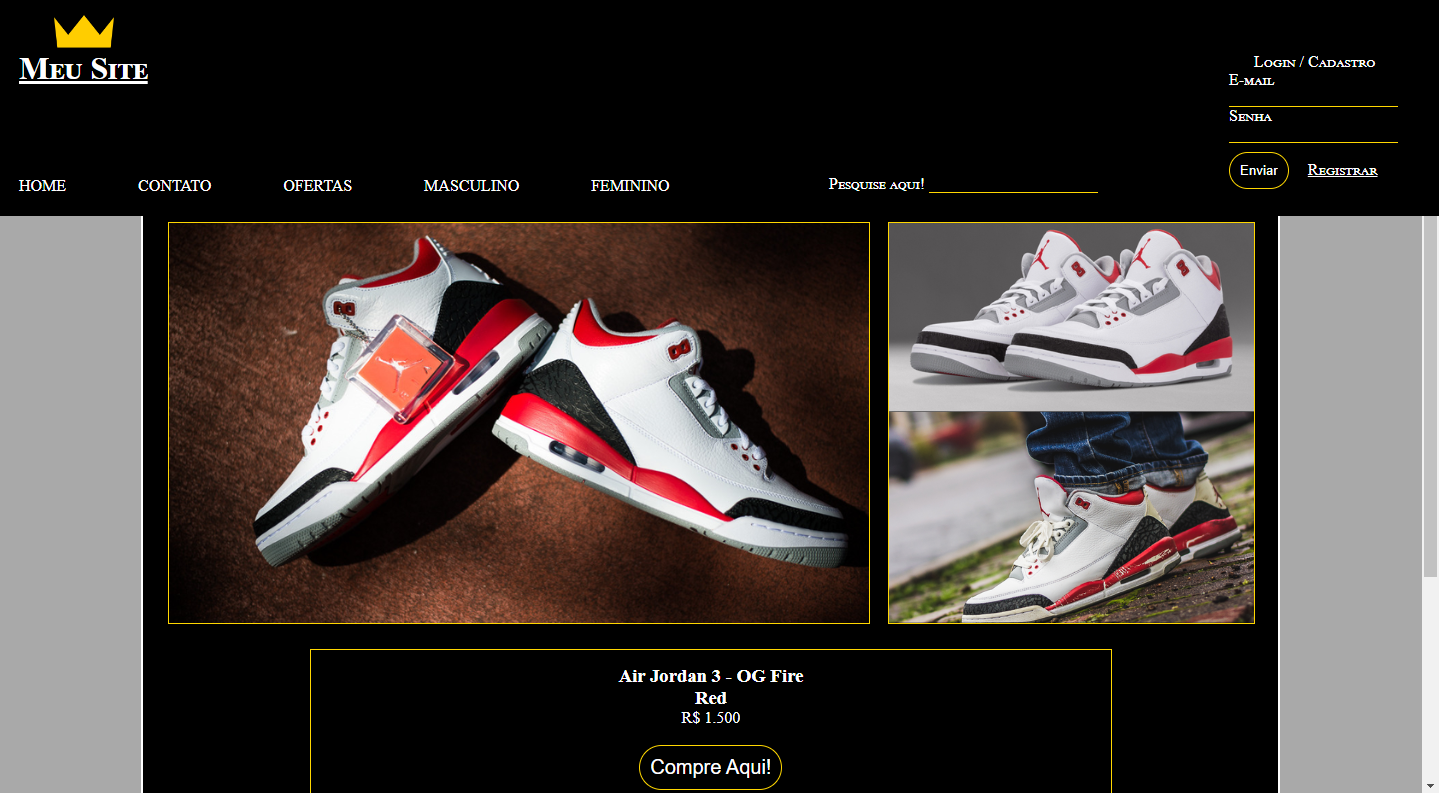 Meu Site
Login / Cadastro
E-mail
Senha
Enviar Registrar
HOME CONTATO OFERTAS MASCULINO FEMININO Pesquise aqui!
Air Jordan 3 - OG Fire
Red
R$ 1.500
Compre Aqui!